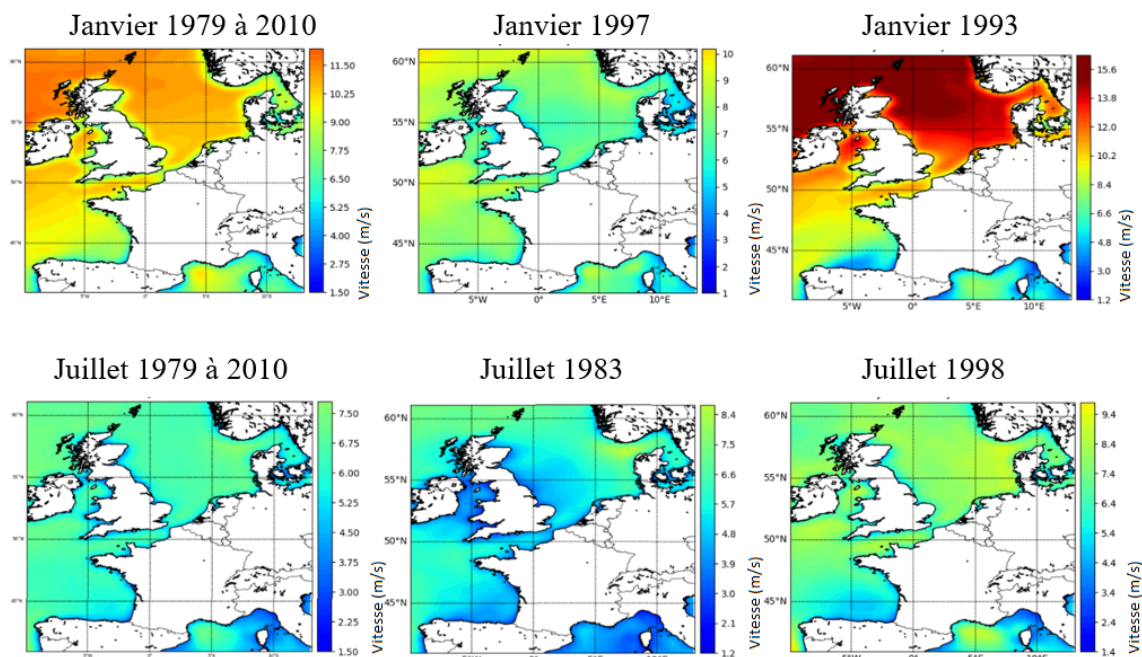 Janvier 1979 à 2010
11.50
10.25
9.00
7.75
6.50
5.25
4.00
2.75
1.50
Vitesse (m/s)
Janvier 1997
60°N
55°N
50°N
45°N
5°W 0° 5°E 10°E
10
9
8
7
6
5
4
3
2
1
Vitesse (m/s)
Janvier 1993
60°N
55°N
50°N
45°N
5°W 0° 5°E 10°E
15.6
13.8
12.0
10.2
8.4
6.6
4.8
3.0
1.2
Vitesse (m/s)
Juillet 1979 à 2010
7.50
6.75
6.00
5.25
4.50
3.75
3.00
2.25
1.50
Vitesse (m/s)
Juillet 1983
60°N
55°N
50°N
45°N
8.4
7.5
6.6
5.7
4.8
3.9
3.0
2.1
1.2
Vitesse (m/s)
Juillet 1998
60°N
55°N
50°N
45°N
9.4
8.4
7.4
6.4
5.4
4.4
3.4
2.4
1.4
Vitesse (m/s)